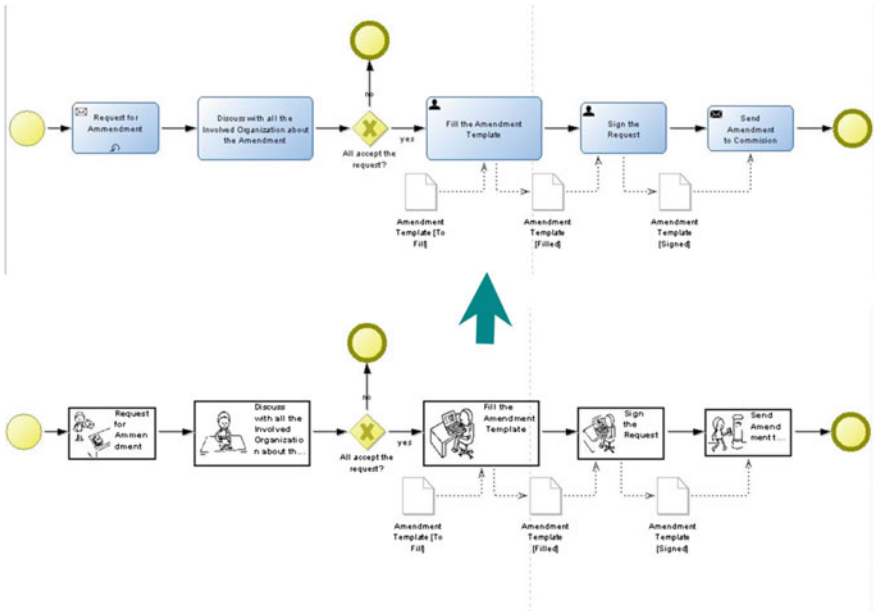 no
Request for
Ammendment
Discuss with all the
Involved Organization about
the Amendment
Fill the Amendment
Template
Sign the
Request
Send
Amendment
to Commision
yes
All accept the
request?
Amendment
Template [To
Fill]
Amendment
Template
[Filled]
Amendment
Template
[Signed]
no
Request
for
Ammen
dment
Discuss
with all the
Involved
Organizatio
n about th...
Fill the
Amendment
Template
Sign
the
Request
Send
Amend
ment t...
yes
All accept the
request?
Amendment
Template [To
Fill]
Amendment
Template
[Filled]
Amendment
Template
[Signed]